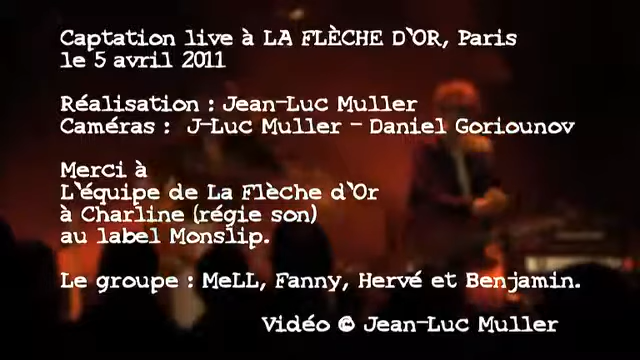 Captation live à LA FLÈCHE D'OR, Paris
le 5 avril 2011
Réalisation : Jean-Luc Muller
Caméras : J-Luc Muller - Daniel Goriounov
Merci à
L'équipe de La Flèche d'Or
à Charline (régie son)
au label Monslip.
Le groupe : MeLL, Fanny, Hervé et Benjamin.
Vidéo © Jean-Luc Muller